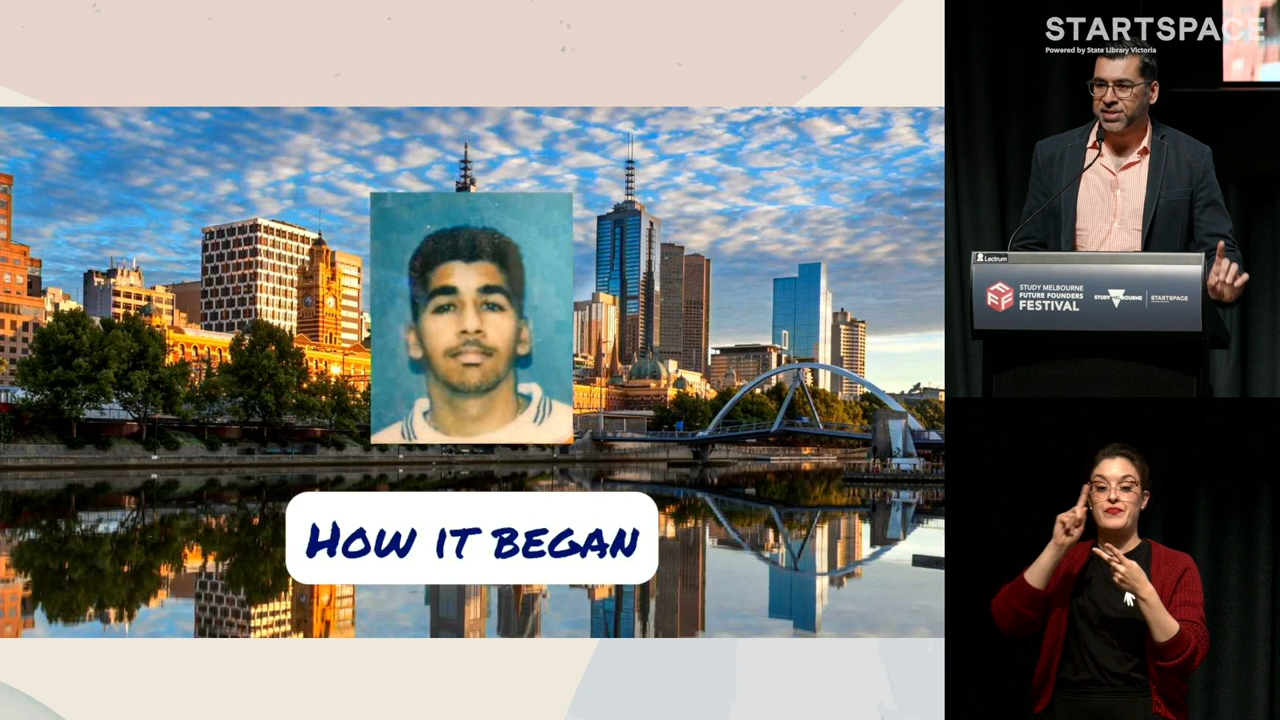 HOW IT BEGAN
STARTSPACE
Powered by State Library Victoria
Lectrum
STUDY MELBOURNE
FUTURE FOUNDERS
FESTIVAL
STUDY MELBOURNE
STARTSPACE